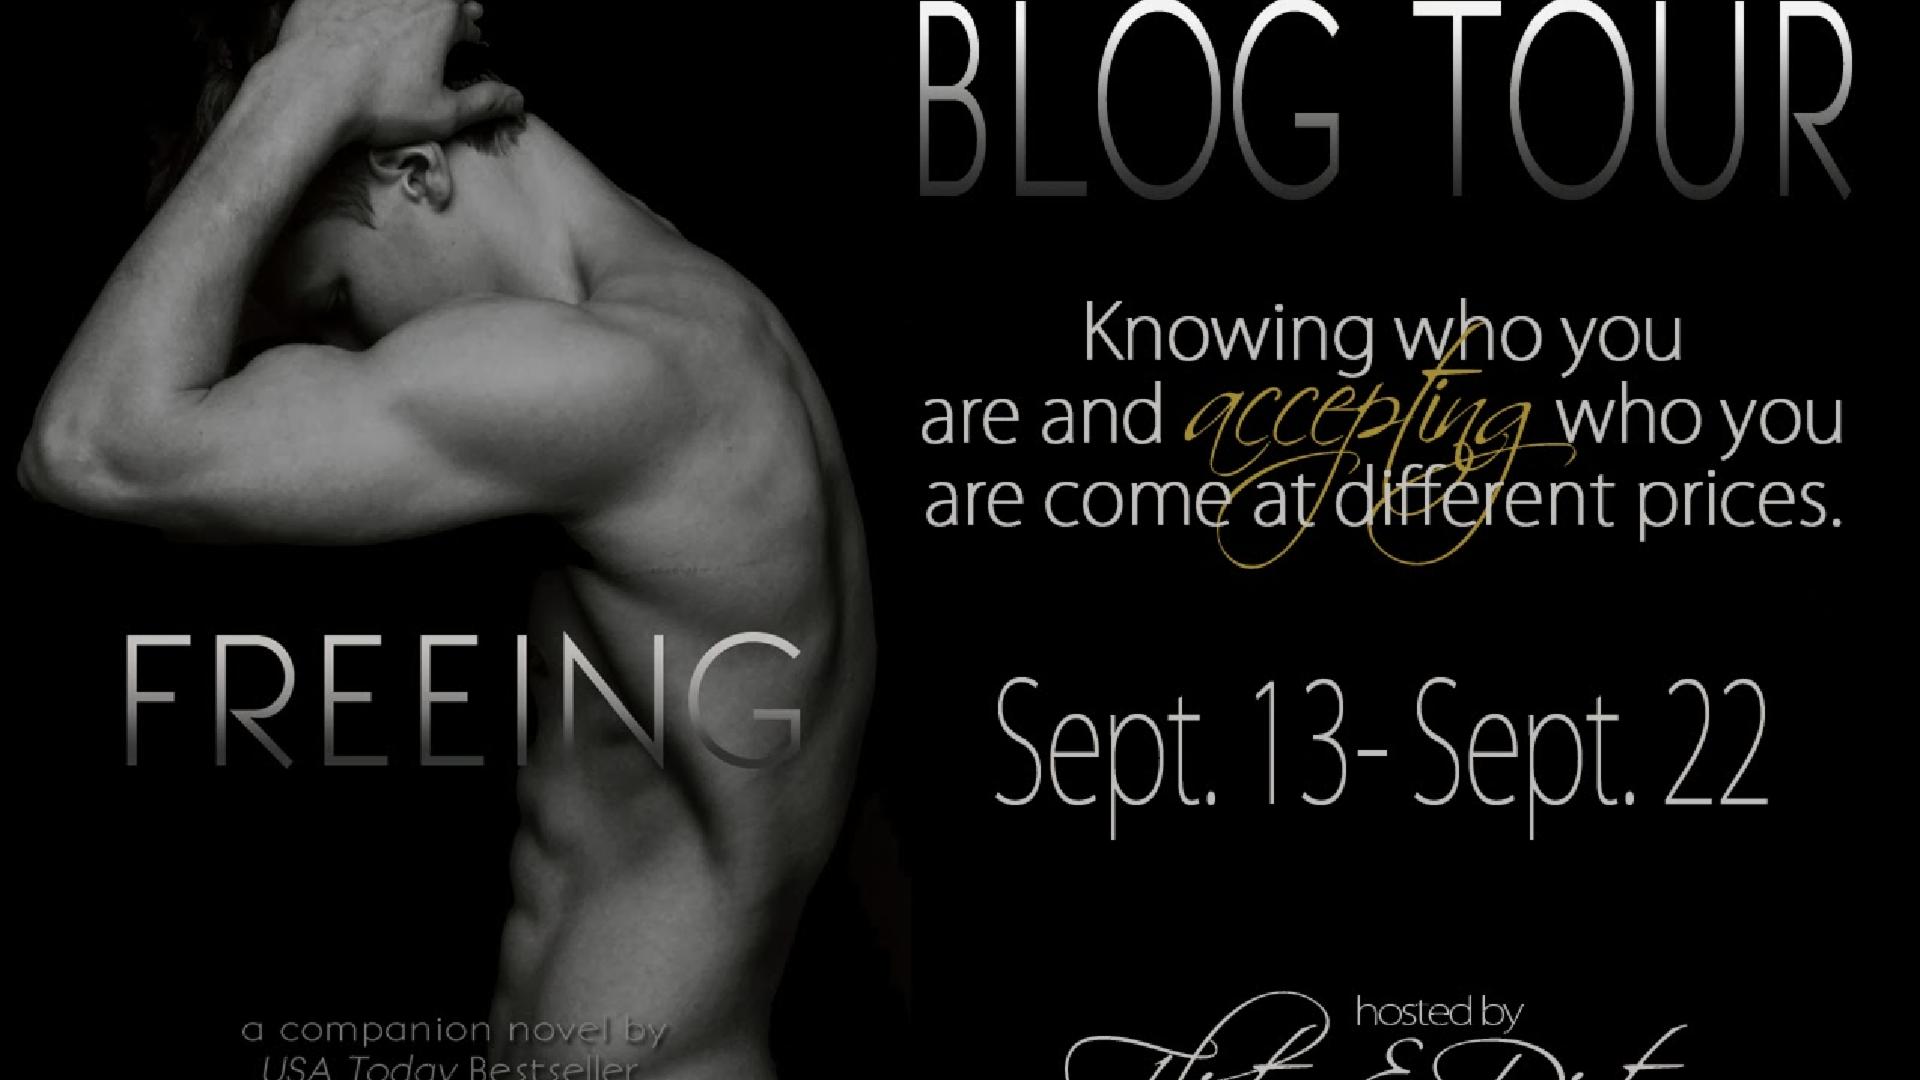 BLOG TOUR
Knowing who you
are and accepting who you
are come at different prices.
Sept. 13- Sept. 22
hosted by
FREEING
a companion novel by
USA Today Bestseller